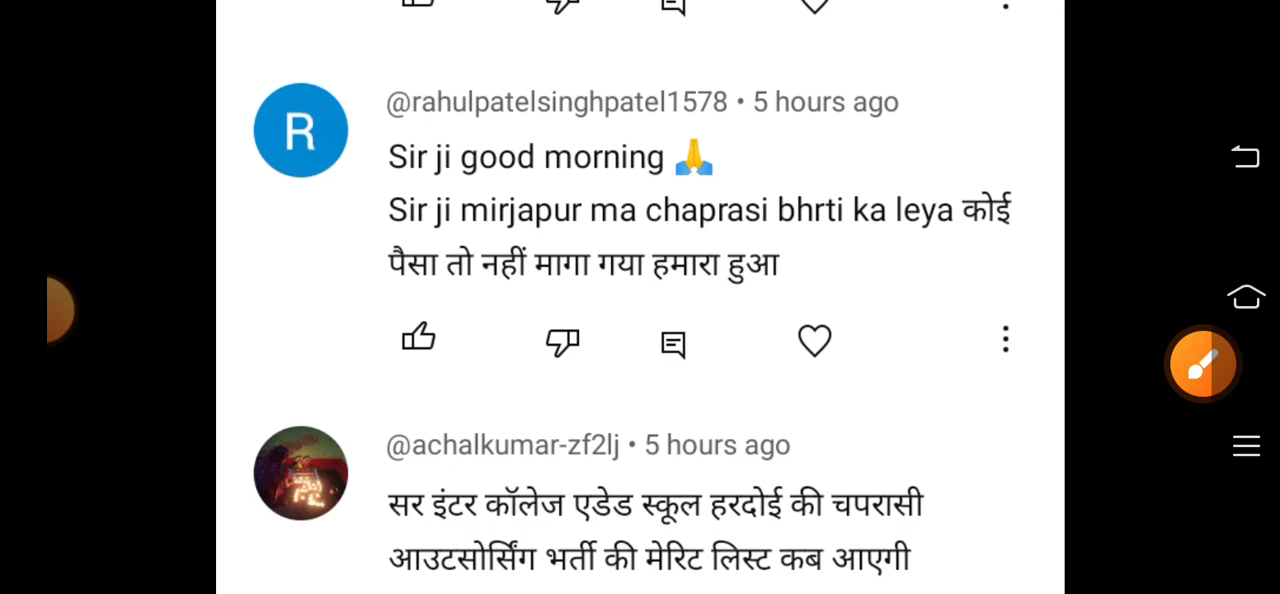 @rahulpatelsinghpatel1578 • 5 hours ago
R
Sir ji good morning 🙏
Sir ji mirjapur ma chaprasi bhrti ka leya कोई
पैसा तो नहीं मागा गया हमारा हुआ
@achalkumar-zf2lj • 5 hours ago
सर इंटर कॉलेज एडेड स्कूल हरदोई की चपरासी
आउटसोर्सिंग भर्ती की मेरिट लिस्ट कब आएगी